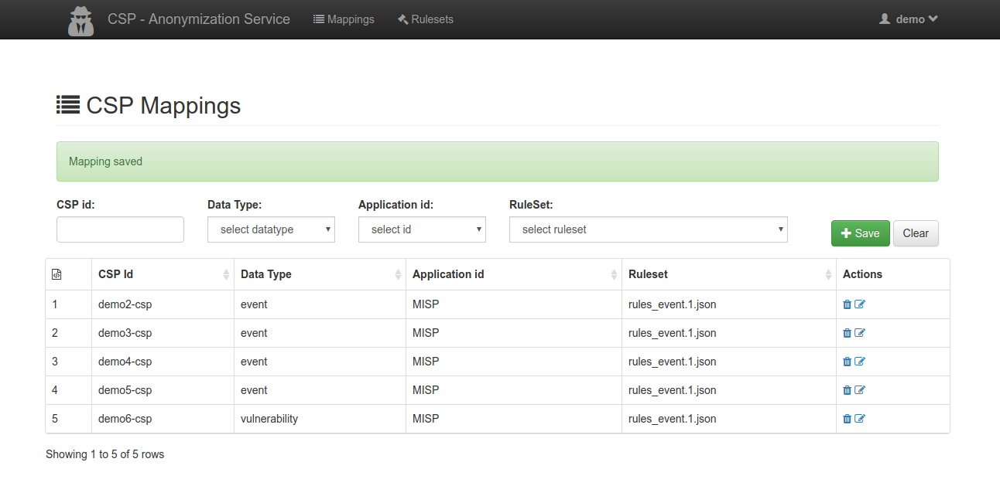 CSP - Anonymization Service Mappings Rulesets demo
CSP Mappings
Mapping saved
CSP id: Data Type: Application id: RuleSet:
select datatype select id select ruleset Save Clear
CSP Id Data Type Application id Ruleset Actions
1 demo2-csp event MISP rules_event.1.json
2 demo3-csp event MISP rules_event.1.json
3 demo4-csp event MISP rules_event.1.json
4 demo5-csp event MISP rules_event.1.json
5 demo6-csp vulnerability MISP rules_event.1.json
Showing 1 to 5 of 5 rows